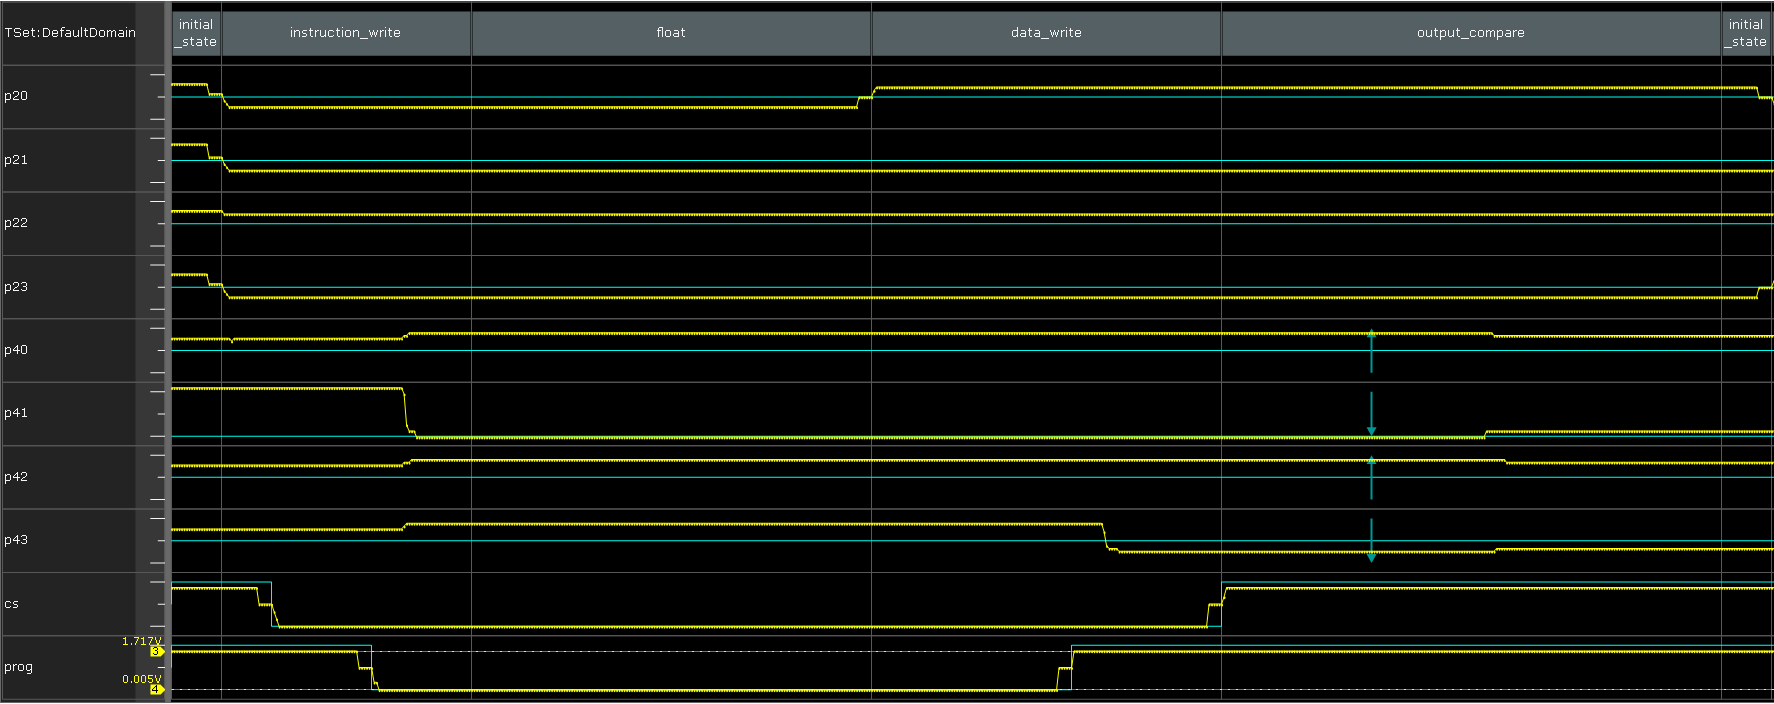 TSet:DefaultDomain
initial
_state
instruction_write
float
data_write
output_compare
initial
_state
p20
p21
p22
p23
p40
p41
p42
p43
cs
1.717V
3
prog
0.005V
4